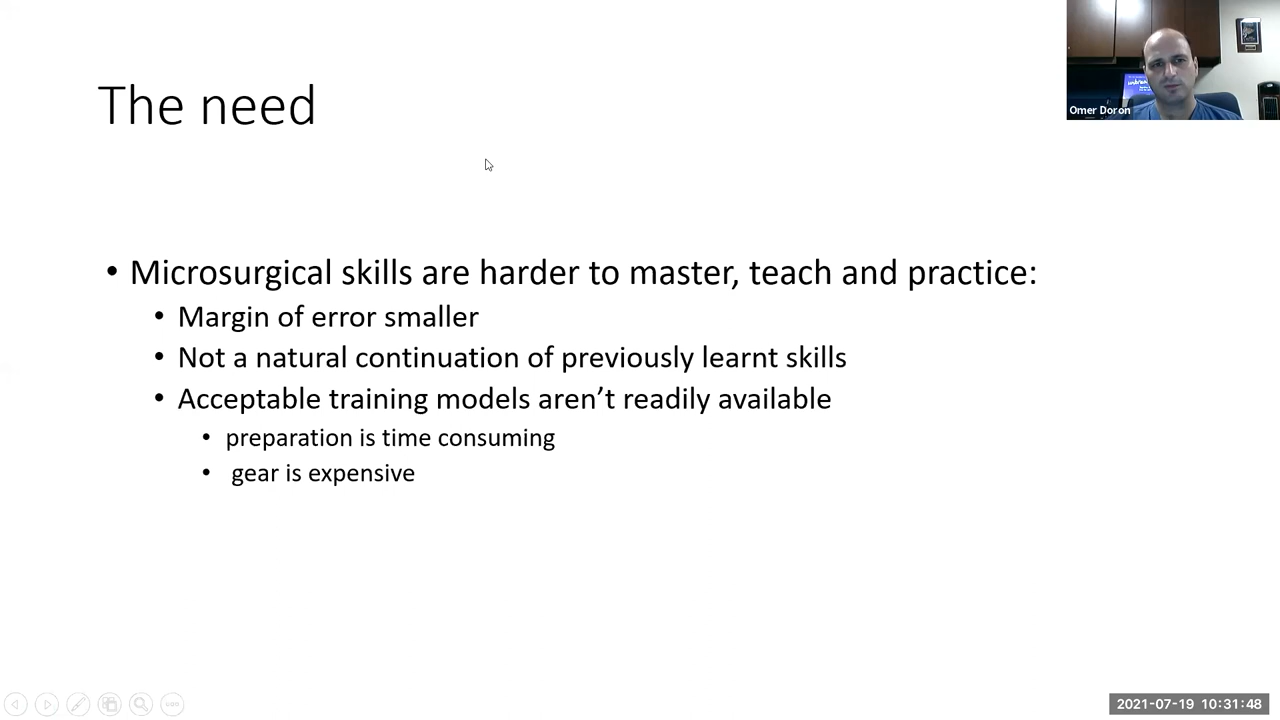 The need
Omer Doron
• Microsurgical skills are harder to master, teach and practice:
• Margin of error smaller
• Not a natural continuation of previously learnt skills
• Acceptable training models aren’t readily available
• preparation is time consuming
• gear is expensive
2021-07-19 10:31:48